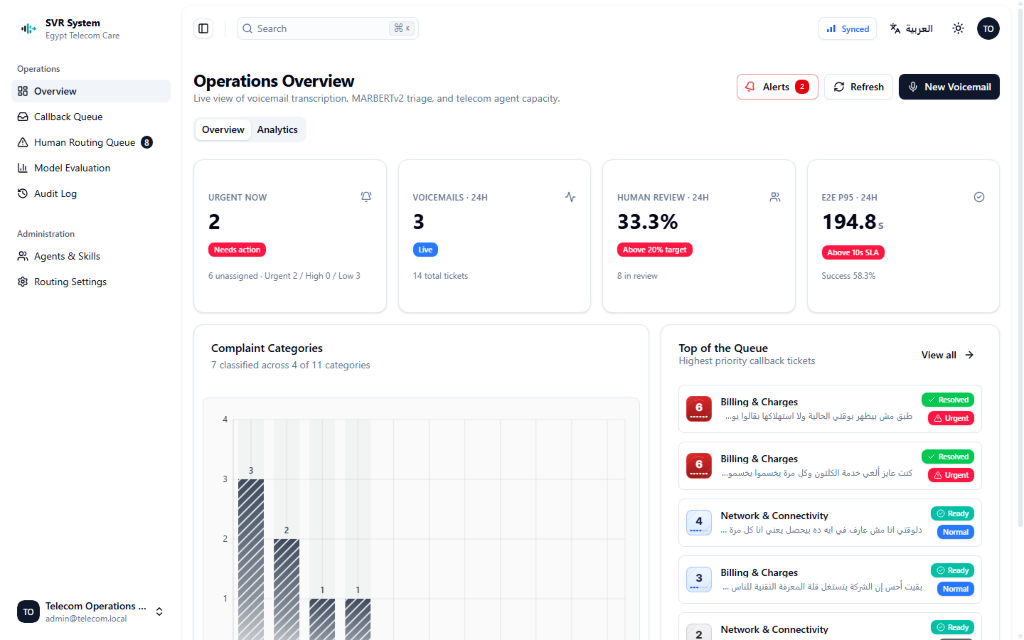 SVR System
Egypt Telecom Care
Operations
Overview
Callback Queue
Human Routing Queue 8
Model Evaluation
Audit Log
Administration
Agents & Skills
Routing Settings
TO
Telecom Operations ...
admin@telecom.local
Search
⌘ K
Synced
العربية
TO
Operations Overview
Live view of voicemail transcription, MARBERTv2 triage, and telecom agent capacity.
Alerts 2
Refresh
New Voicemail
Overview
Analytics
URGENT NOW
2
Needs action
6 unassigned · Urgent 2 / High 0 / Low 3
VOICEMAILS · 24H
3
Live
14 total tickets
HUMAN REVIEW · 24H
33.3%
Above 20% target
8 in review
E2E P95 · 24H
194.8s
Above 10s SLA
Success 58.3%
Complaint Categories
7 classified across 4 of 11 categories
4
3
2
1
3
2
1
1
Top of the Queue
Highest priority callback tickets
View all
6
Billing & Charges
طبق مش بيظهر بوقتي الحالية ولا استهلاكها بقالوا يو...
Resolved
Urgent
6
Billing & Charges
كنت عايز ألغي خدمة الكلتون وكل مرة بخسموا يخسمو...
Resolved
Urgent
4
Network & Connectivity
دلوقتي انا مش عارف في ايه ده بيحصل يعني انا كل مرة ...
Ready
Normal
3
Billing & Charges
بقيت أحس إن الشركة بتستغل قلة المعرفة التقنية للناس ...
Ready
Normal
2
Network & Connectivity
Ready